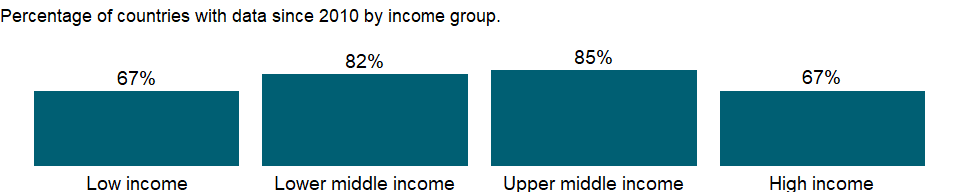 Percentage of countries with data since 2010 by income group.
67%
82%
85%
67%
Low income
Lower middle income
Upper middle income
High income